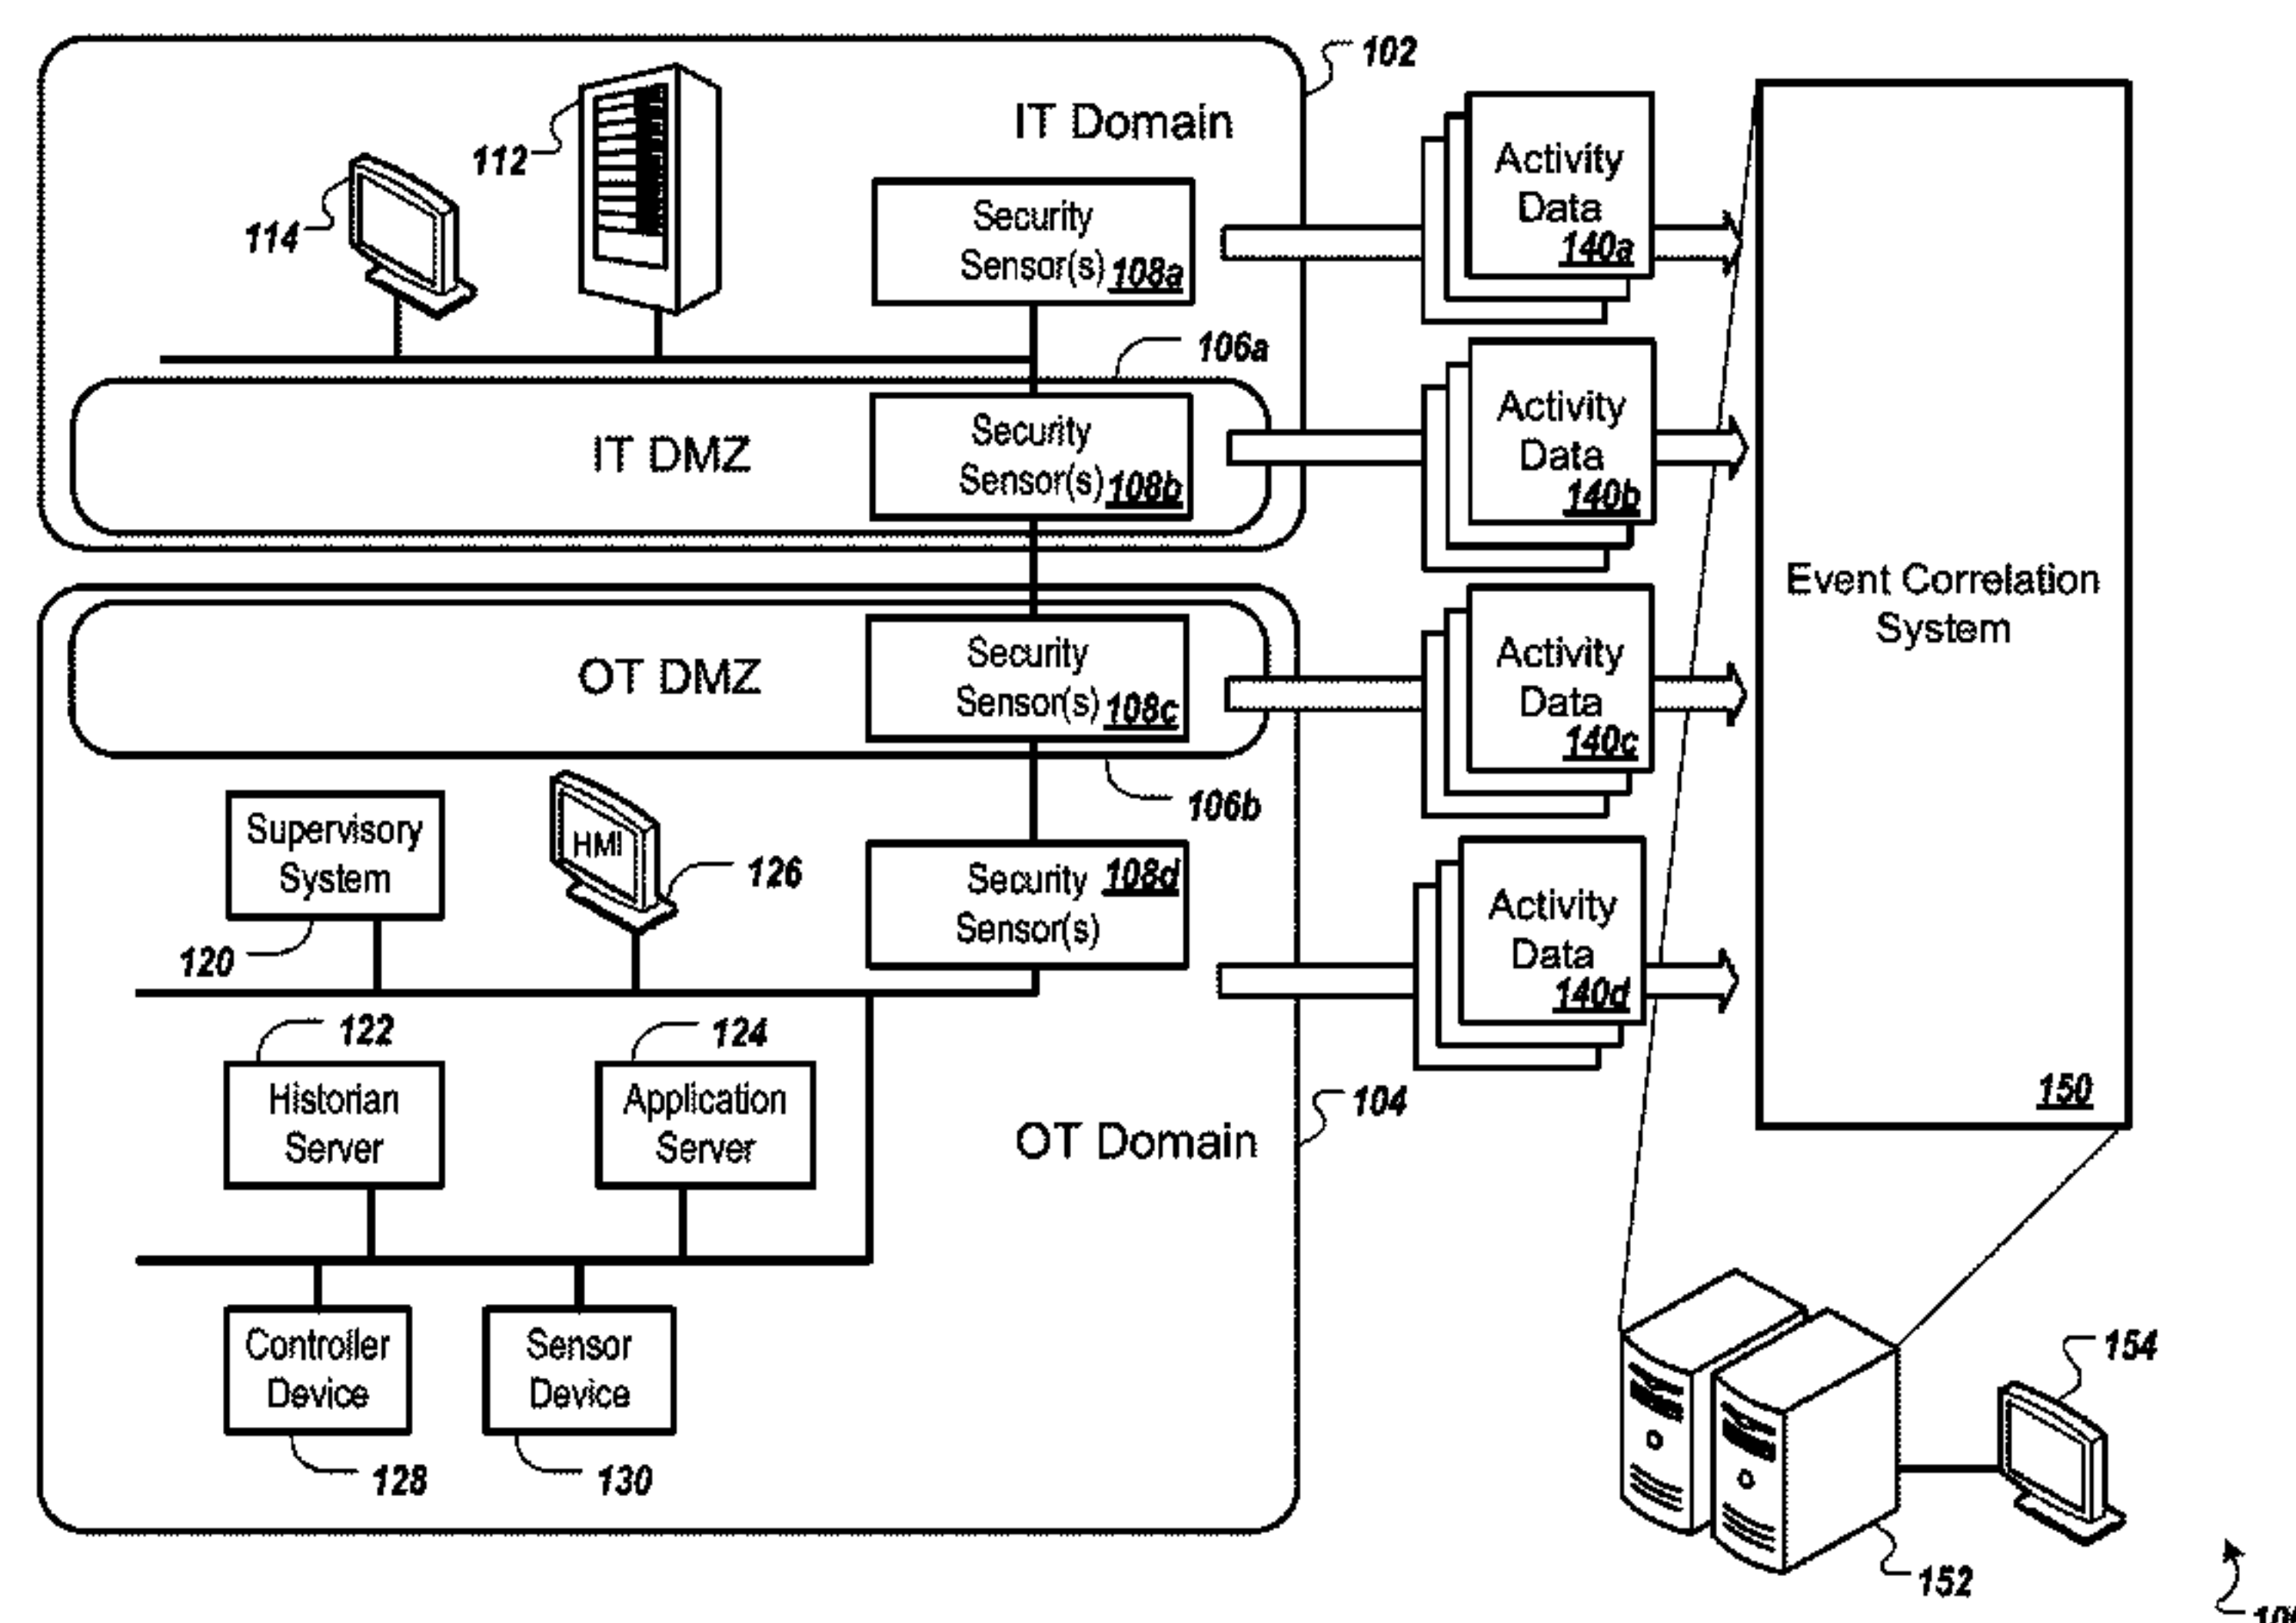 102
IT Domain
112
114
Security
Sensor(s) 108a
Activity
Data
140a
106a
IT DMZ
Security
Sensor(s) 108b
Activity
Data
140b
Event Correlation
System
150
OT DMZ
Security
Sensor(s) 108c
Activity
Data
140c
106b
Supervisory
System
120
HMI
126
Security 108d
Sensor(s)
Activity
Data
140d
122
Historian
Server
124
Application
Server
OT Domain
104
Controller
Device
128
Sensor
Device
130
154
152